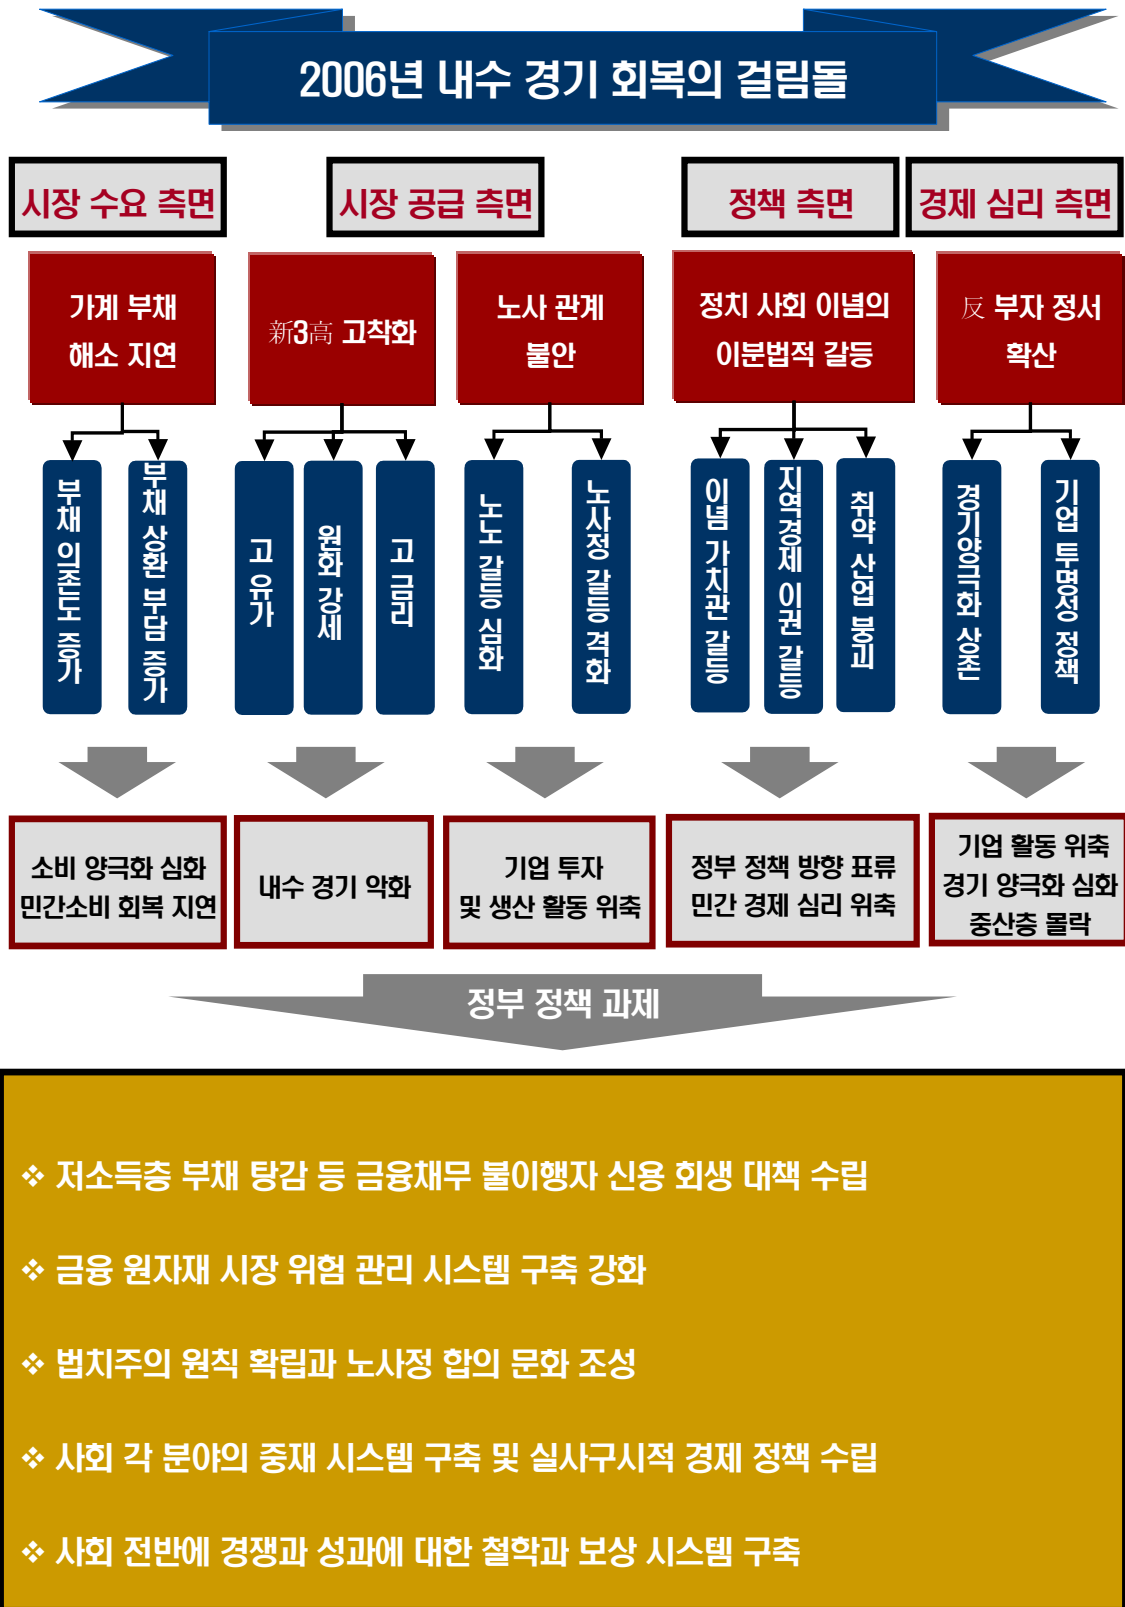 2006년 내수 경기 회복의 걸림돌
시장 수요 측면
시장 공급 측면
정책 측면
경제 심리 측면
가계 부채
해소 지연
新3高 고착화
노사 관계
불안
정치 사회 이념의
이분법적 갈등
反 부자 정서
확산
부채 의존도 증가
부채 상환 부담 증가
고 유가
원화 강세
고 금리
노노 갈등 심화
노사정 갈등 격화
이념 가치관 갈등
지역경제 이권 갈등
취약 산업 붕괴
경기양극화 상존
기업 투명성 정책
소비 양극화 심화
민간소비 회복 지연
내수 경기 악화
기업 투자
및 생산 활동 위축
정부 정책 방향 표류
민간 경제 심리 위축
기업 활동 위축
경기 양극화 심화
중산층 몰락
정부 정책 과제
❖ 저소득층 부채 탕감 등 금융채무 불이행자 신용 회생 대책 수립
❖ 금융 원자재 시장 위험 관리 시스템 구축 강화
❖ 법치주의 원칙 확립과 노사정 합의 문화 조성
❖ 사회 각 분야의 중재 시스템 구축 및 실사구시적 경제 정책 수립
❖ 사회 전반에 경쟁과 성과에 대한 철학과 보상 시스템 구축